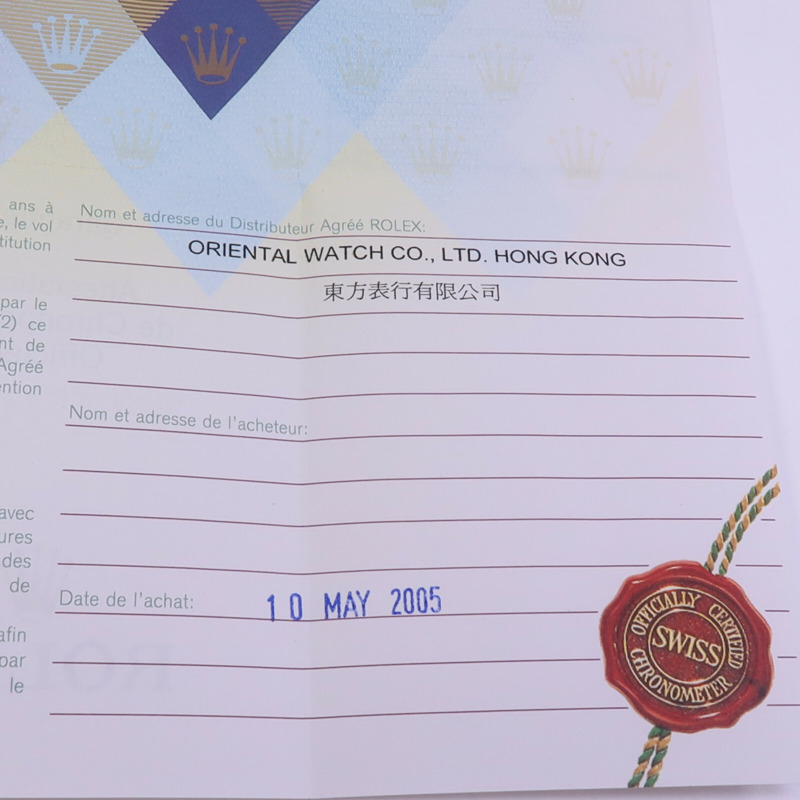 ans à
, le vol
titution
par le
2) ce
nt de
Agréé
ention
avec
ures
des
de
afin
par
le
Nom et adresse du Distributeur Agréé ROLEX:
ORIENTAL WATCH CO., LTD. HONG KONG
東方表行有限公司
Nom et adresse de l'acheteur:
Date de l'achat: 10 MAY 2005
OFFICIALLY CERTIFIED
SWISS
CHRONOMETER